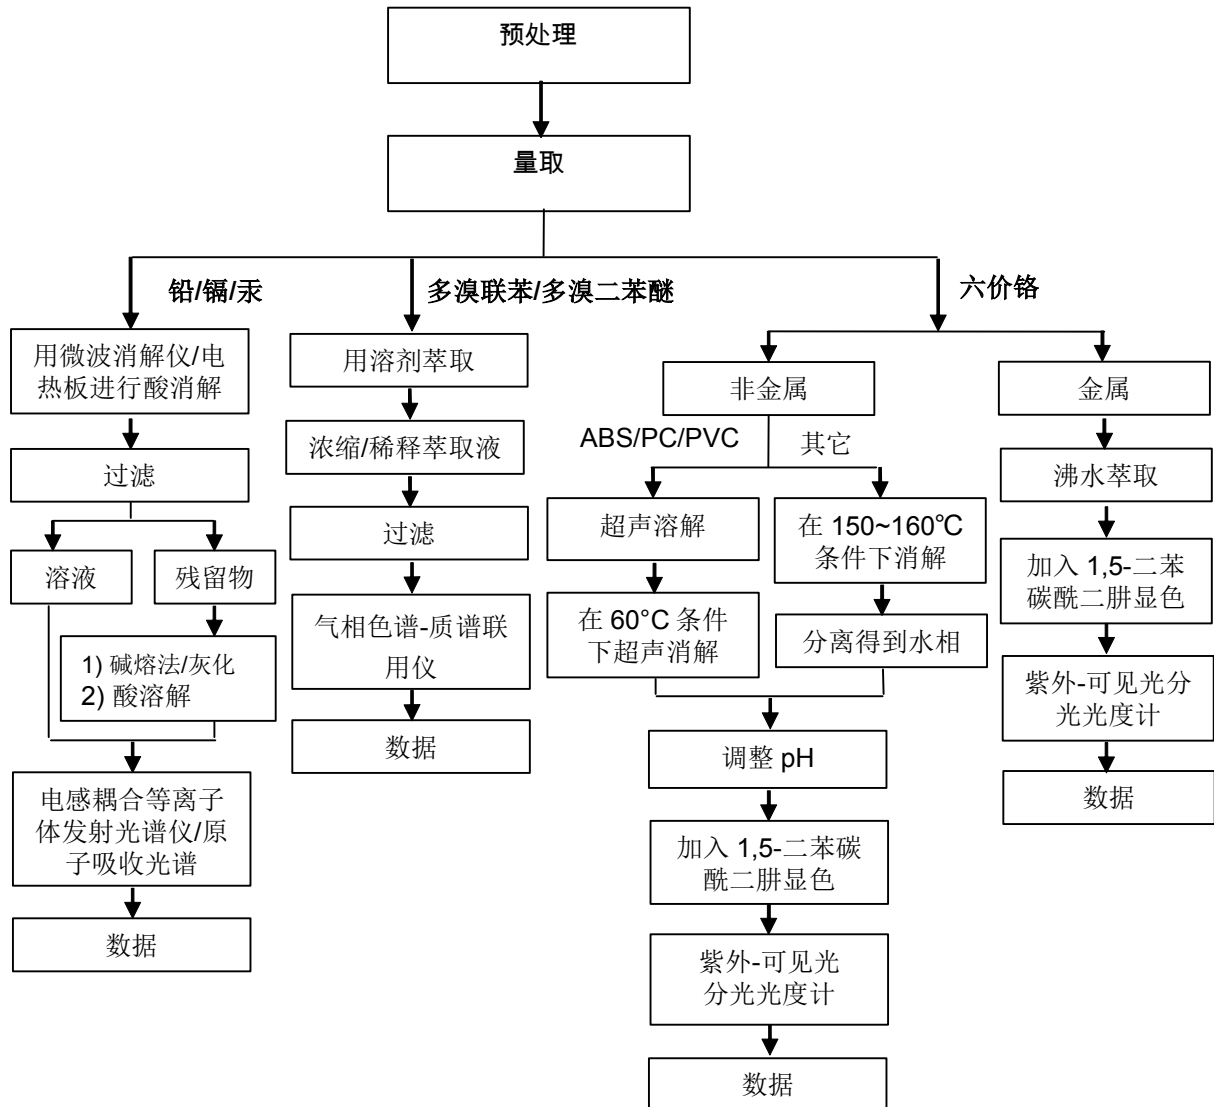 预处理
量取
铅/镉/汞
多溴联苯/多溴二苯醚
六价铬
用微波消解仪/电
热板进行酸消解
过滤
溶液
残留物
1) 碱熔法/灰化
2) 酸溶解
电感耦合等离子
体发射光谱仪/原
子吸收光谱
数据
用溶剂萃取
浓缩/稀释萃取液
过滤
气相色谱-质谱联
用仪
数据
非金属
ABS/PC/PVC
其它
超声溶解
在 60°C 条件
下超声消解
在 150~160℃
条件下消解
分离得到水相
调整 pH
加入 1,5-二苯碳
酰二肼显色
紫外-可见光
分光光度计
数据
金属
沸水萃取
加入 1,5-二苯
碳酰二肼显色
紫外-可见光分
光光度计
数据